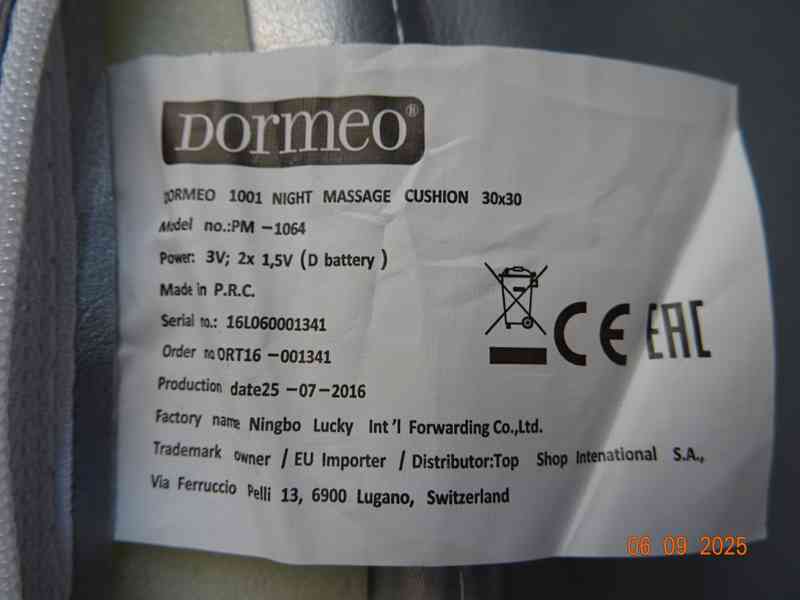 Dormeo®
DORMEO 1001 NIGHT MASSAGE CUSHION 30x30
Model no.:PM -1064
Power: 3V; 2x 1,5V (D battery )
Made in P.R.C.
Serial no.: 16L060001341
Order no ORT16 -001341
Production date25 -07-2016
Factory name Ningbo Lucky Int'l Forwarding Co.,Ltd.
Trademark owner / EU Importer / Distributor:Top Shop Intenational S.A.,
Via Ferruccio Pelli 13, 6900 Lugano, Switzerland
CE EAC
06 09 2025